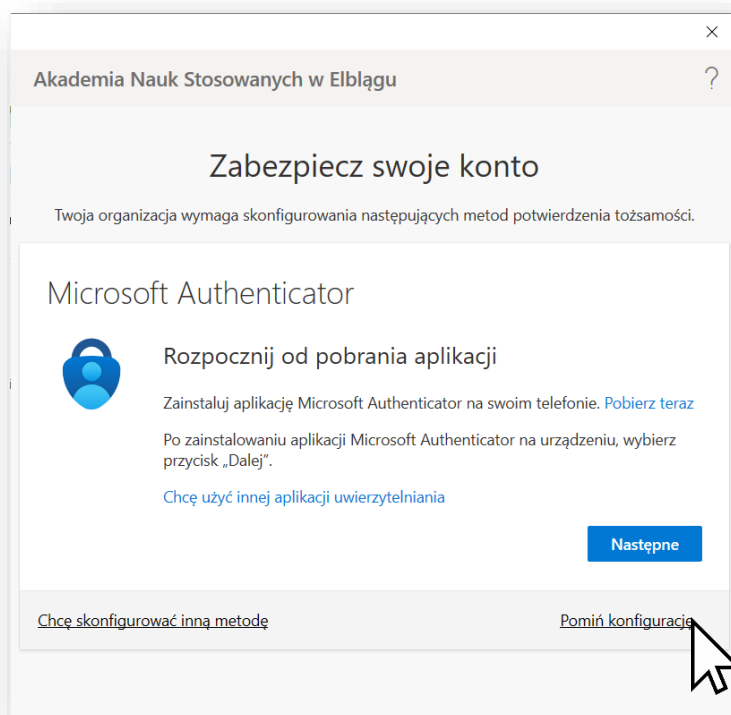 Akademia Nauk Stosowanych w Elblągu
?
Zabezpiecz swoje konto
Twoja organizacja wymaga skonfigurowania następujących metod potwierdzenia tożsamości.
Microsoft Authenticator
Rozpocznij od pobrania aplikacji
Zainstaluj aplikację Microsoft Authenticator na swoim telefonie. Pobierz teraz
Po zainstalowaniu aplikacji Microsoft Authenticator na urządzeniu, wybierz
przycisk „Dalej”.
Chcę użyć innej aplikacji uwierzytelniania
Następne
Chcę skonfigurować inną metodę
Pomiń konfigurację